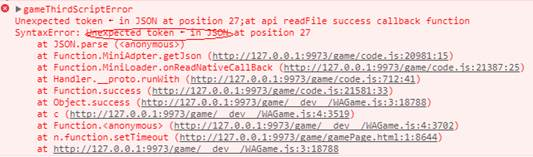 gameThirdScriptError
Unexpected token ← in JSON at position 27;at api readFile success callback function
SyntaxError: Unexpected token ← in JSON at position 27
at JSON.parse (<anonymous>)
at Function.MiniAdpter.getJson (http://127.0.0.1:9973/game/code.js:20981:15)
at Function.MiniLoader.onReadNativeCallBack (http://127.0.0.1:9973/game/code.js:21387:25)
at Handler.__proto.runWith (http://127.0.0.1:9973/game/code.js:712:41)
at Function.success (http://127.0.0.1:9973/game/code.js:21581:33)
at Object.success (http://127.0.0.1:9973/game/__dev__/WAGame.js:3:18788)
at c (http://127.0.0.1:9973/game/__dev__/WAGame.js:4:3519)
at Function.<anonymous> (http://127.0.0.1:9973/game/__dev__/WAGame.js:4:3702)
at n.function.setTimeout (http://127.0.0.1:9973/game/gamePage.html:1:8644)
at http://127.0.0.1:9973/game/__dev__/WAGame.js:3:18788